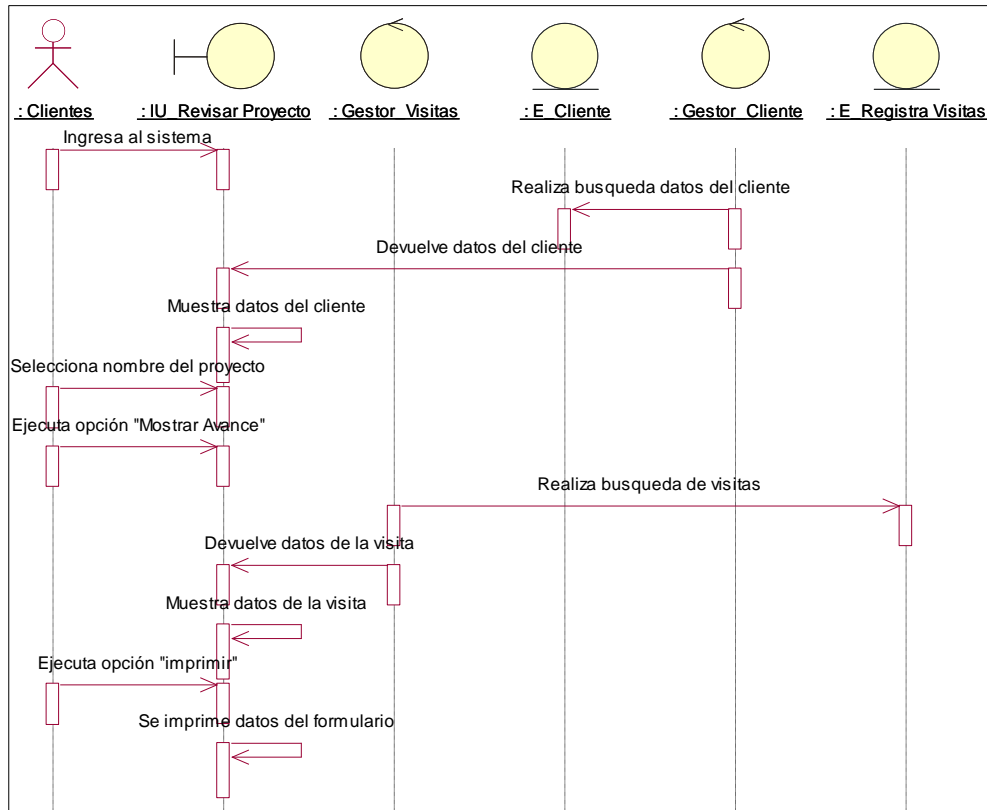 : Clientes
: IU_Revisar Proyecto
: Gestor_Visitas
: E_Cliente
: Gestor_Cliente
: E_Registra Visitas
Ingresa al sistema
Realiza busqueda datos del cliente
Devuelve datos del cliente
Muestra datos del cliente
Selecciona nombre del proyecto
Ejecuta opción "Mostrar Avance"
Realiza busqueda de visitas
Devuelve datos de la visita
Muestra datos de la visita
Ejecuta opción "imprimir"
Se imprime datos del formulario